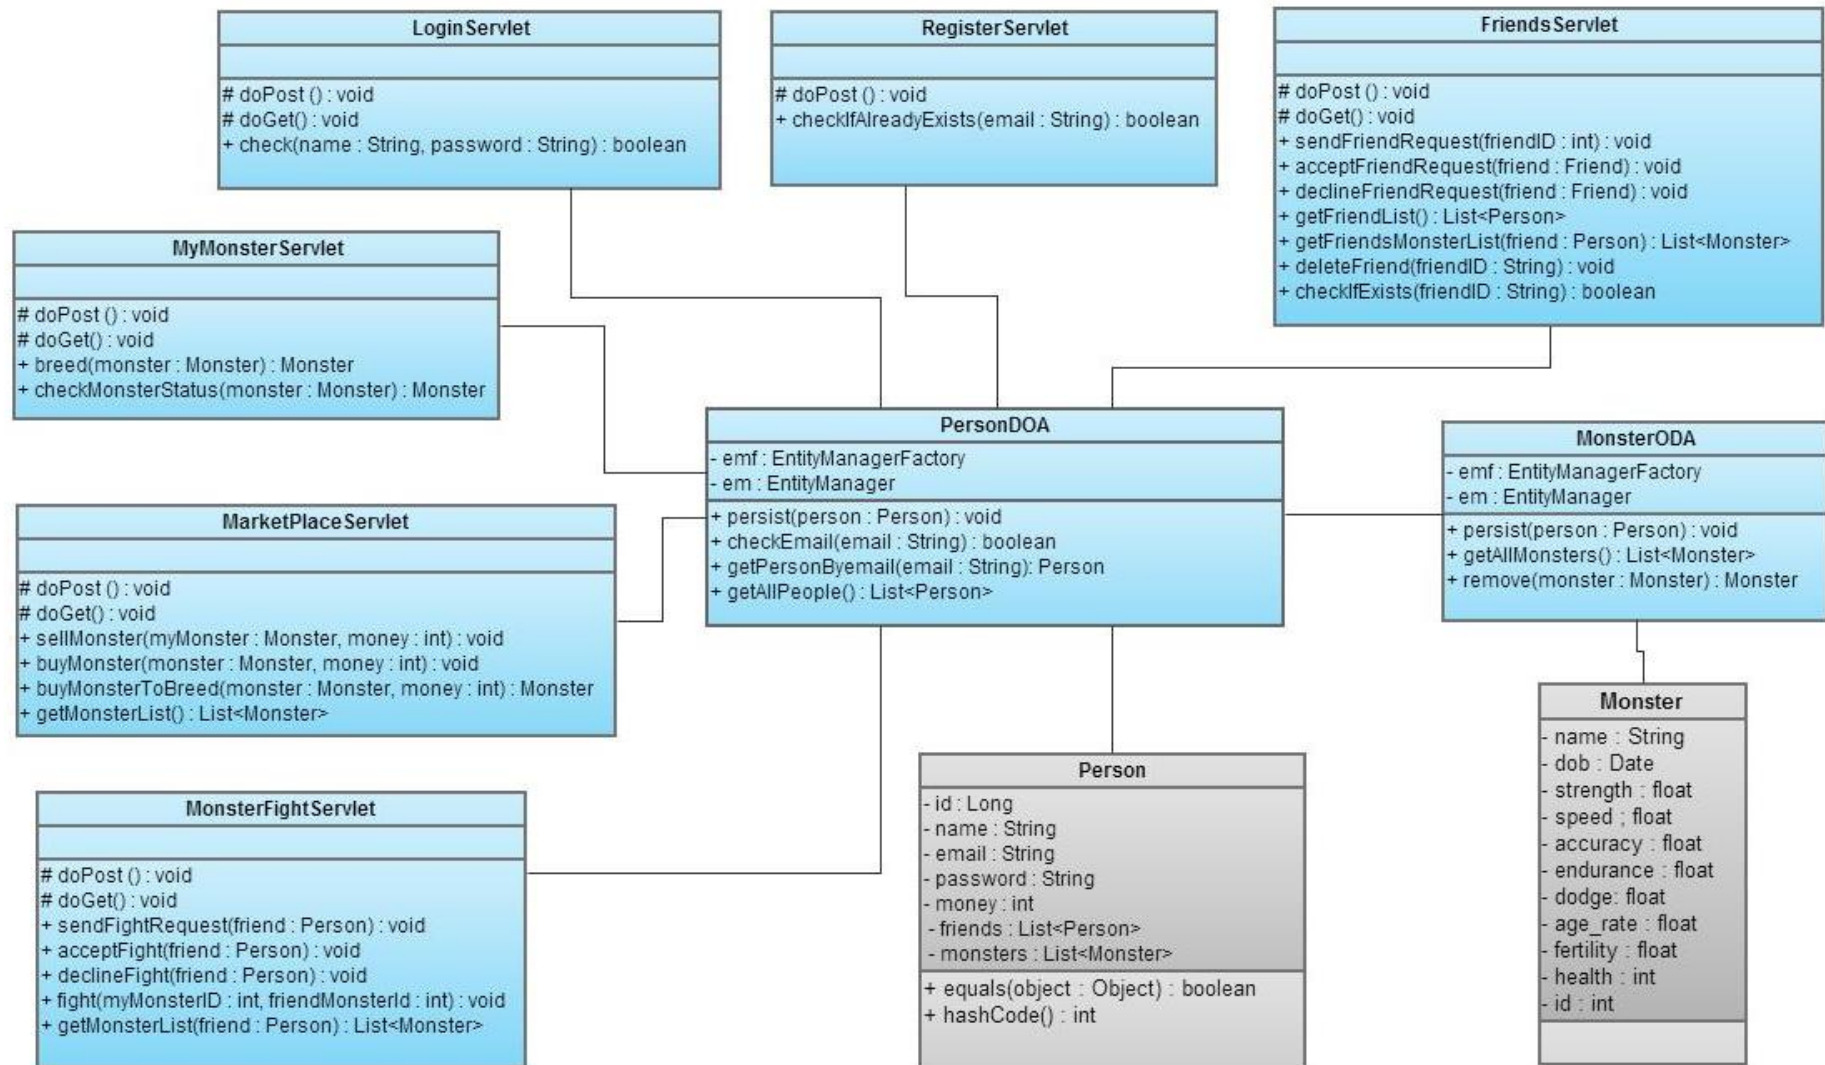 LoginServlet
# doPost () : void
# doGet() : void
+ check(name : String, password : String) : boolean
RegisterServlet
# doPost () : void
+ checkIfAlreadyExists(email : String) : boolean
FriendsServlet
# doPost () : void
# doGet() : void
+ sendFriendRequest(friendID : int) : void
+ acceptFriendRequest(friend : Friend) : void
+ declineFriendRequest(friend : Friend) : void
+ getFriendList() : List<Person>
+ getFriendsMonsterList(friend : Person) : List<Monster>
+ deleteFriend(friendID : String) : void
+ checkIfExists(friendID : String) : boolean
MyMonsterServlet
# doPost () : void
# doGet() : void
+ breed(monster : Monster) : Monster
+ checkMonsterStatus(monster : Monster) : Monster
PersonDOA
- emf : EntityManagerFactory
- em : EntityManager
+ persist(person : Person) : void
+ checkEmail(email : String) : boolean
+ getPersonByemail(email : String): Person
+ getAllPeople() : List<Person>
MonsterODA
- emf : EntityManagerFactory
- em : EntityManager
+ persist(person : Person) : void
+ getAllMonsters() : List<Monster>
+ remove(monster : Monster) : Monster
MarketPlaceServlet
# doPost () : void
# doGet() : void
+ sellMonster(myMonster : Monster, money : int) : void
+ buyMonster(monster : Monster, money : int) : void
+ buyMonsterToBreed(monster : Monster, money : int) : Monster
+ getMonsterList() : List<Monster>
Monster
- name : String
- dob : Date
- strength : float
- speed ; float
- accuracy : float
- endurance : float
- dodge: float
- age_rate : float
- fertility : float
- health : int
- id : int
Person
- id : Long
- name : String
- email : String
- password : String
- money : int
- friends : List<Person>
- monsters : List<Monster>
+ equals(object : Object) : boolean
+ hashCode() : int
MonsterFightServlet
# doPost () : void
# doGet() : void
+ sendFightRequest(friend : Person) : void
+ acceptFight(friend : Person) : void
+ declineFight(friend : Person) : void
+ fight(myMonsterID : int, friendMonsterId : int) : void
+ getMonsterList(friend : Person) : List<Monster>